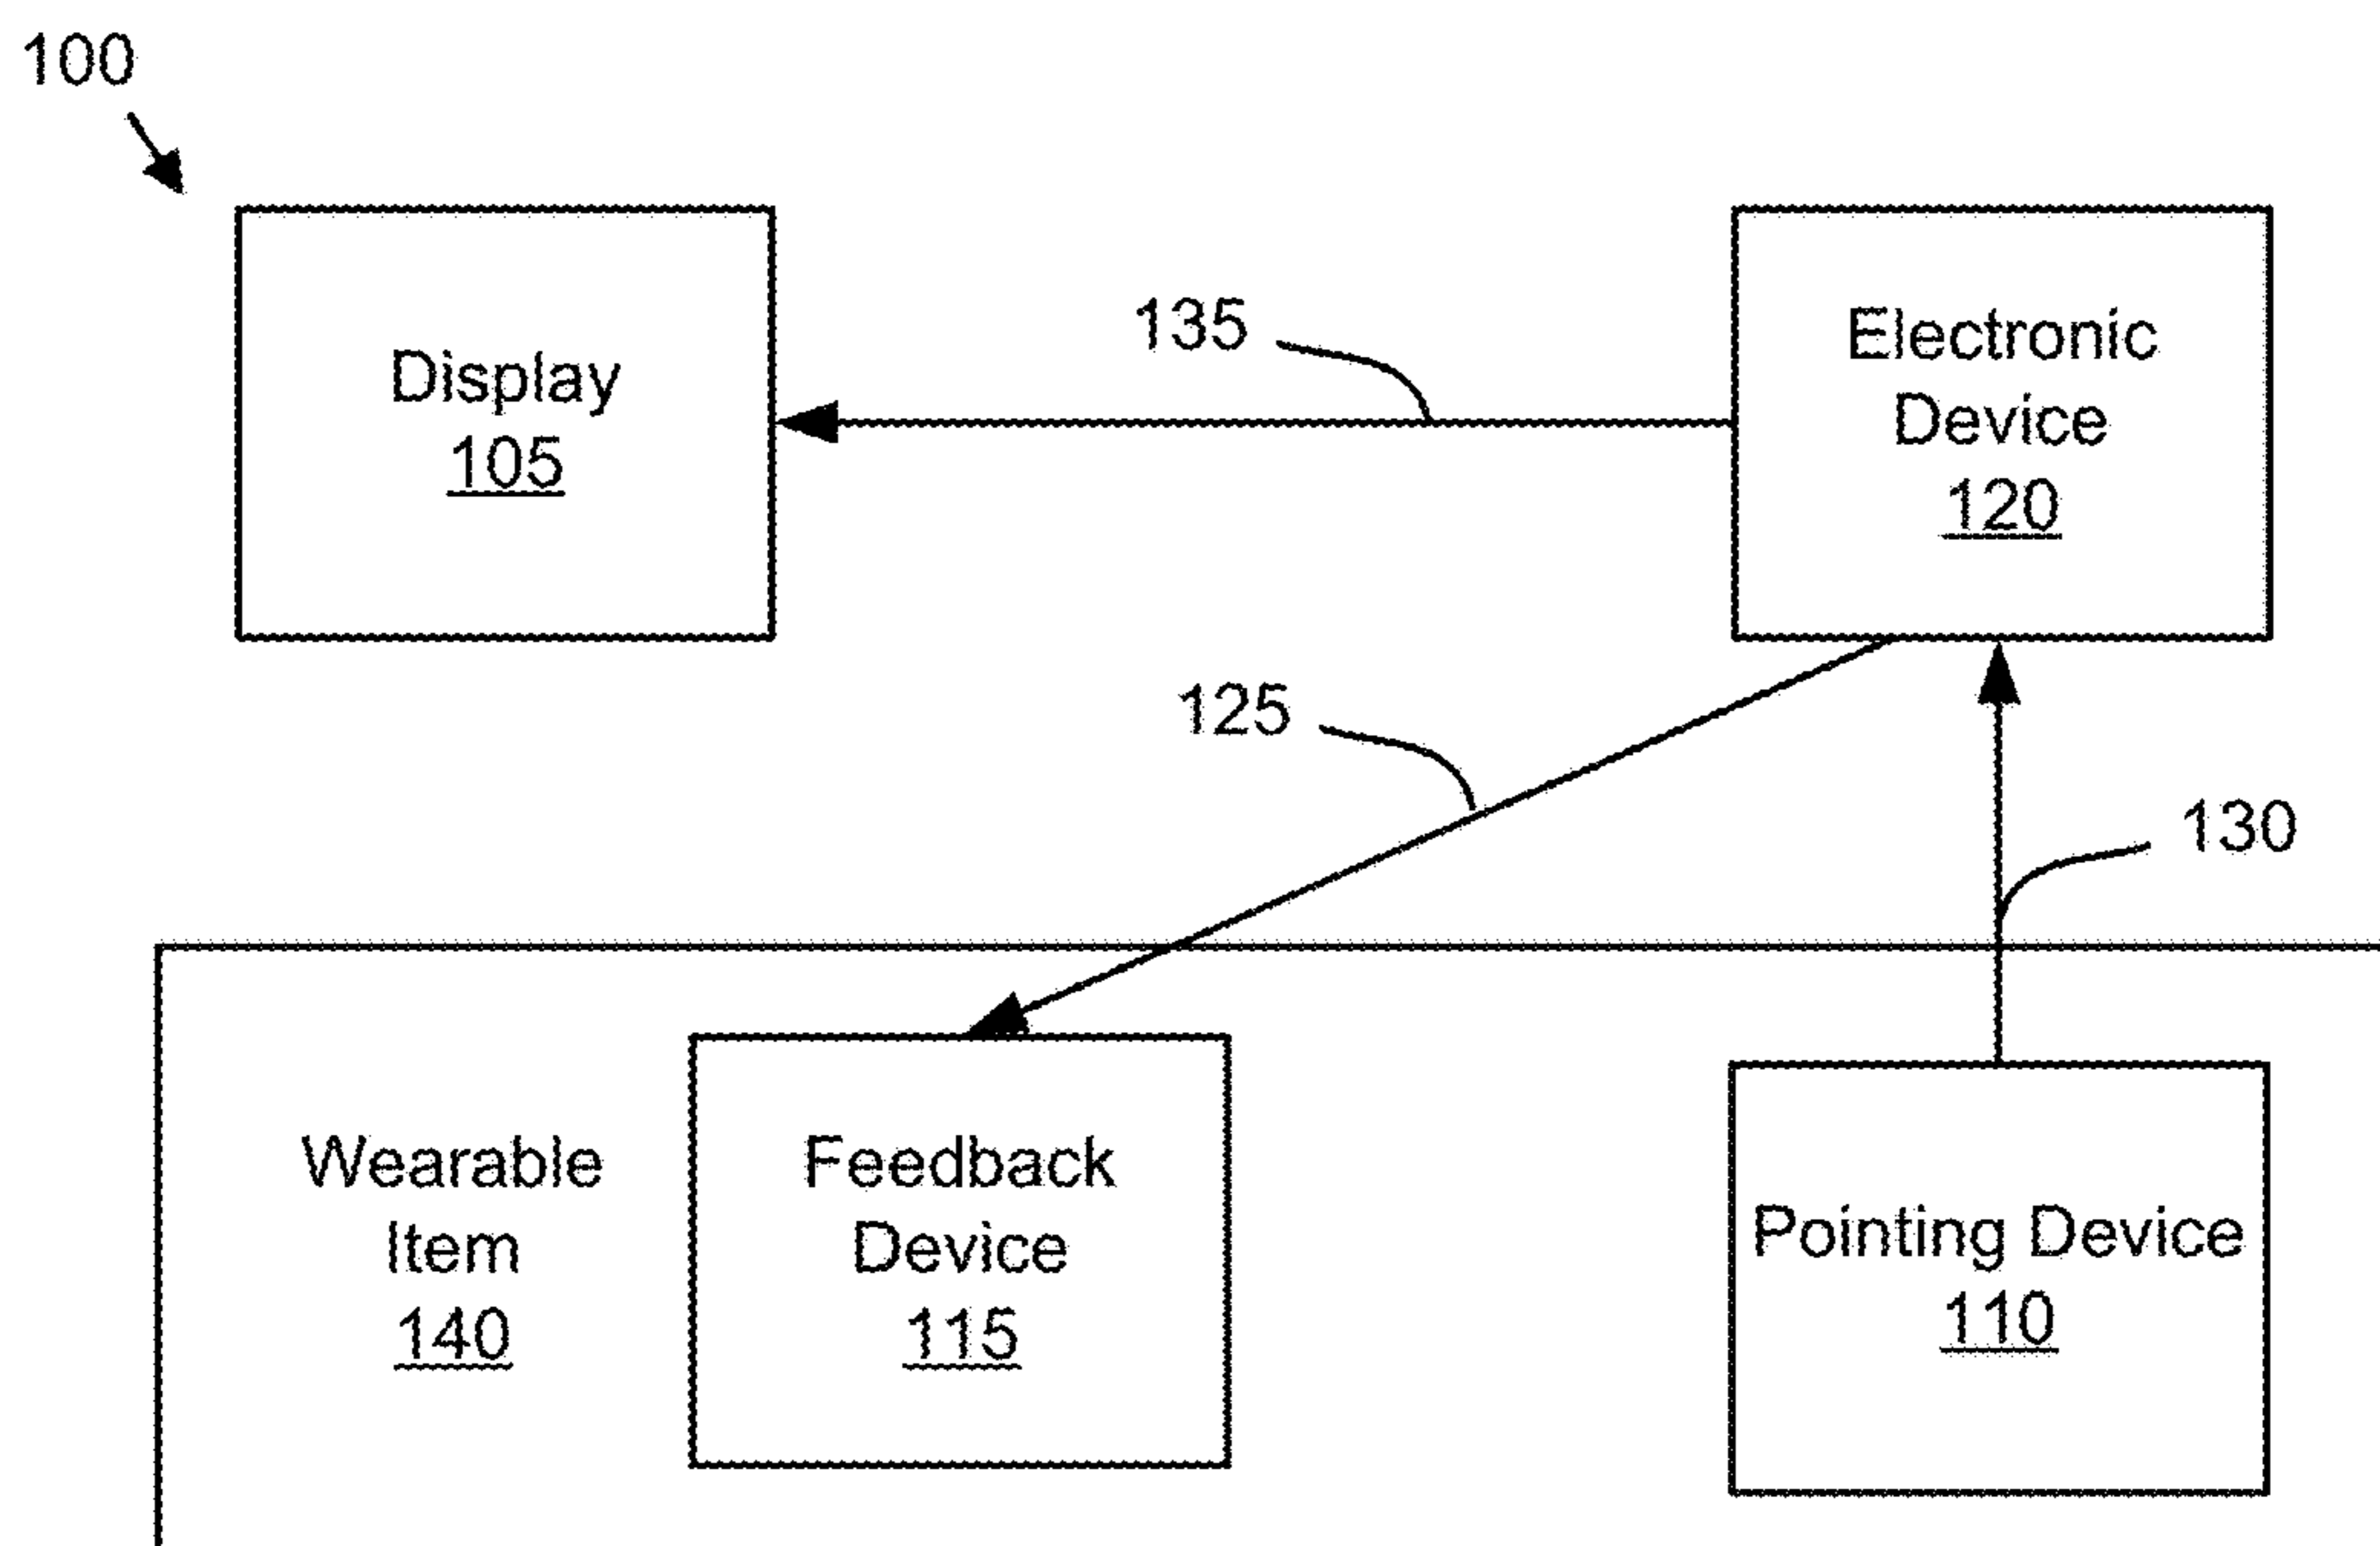 100
Display
105
135
Electronic
Device
120
125
130
Wearable
Item
140
Feedback
Device
115
Pointing Device
110